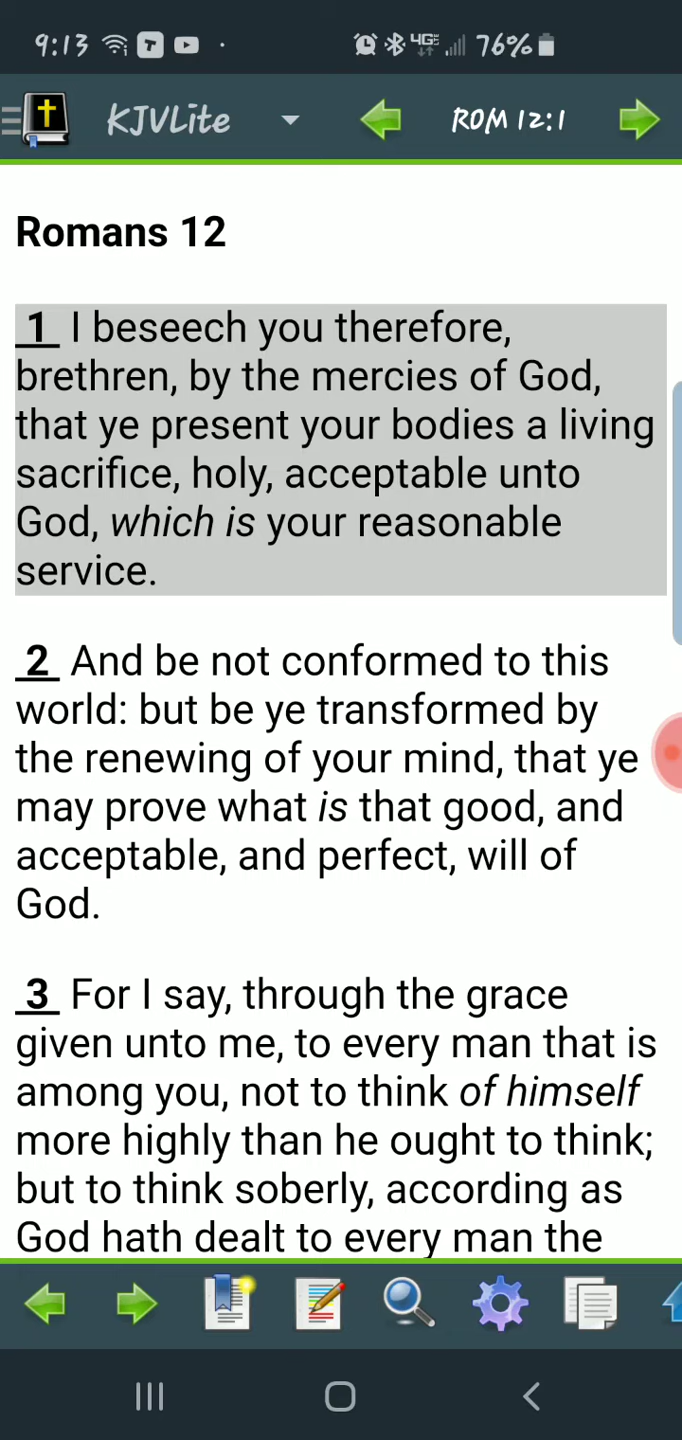 9:13 T 4GE 76%
KJVLite ROM 12:1
Romans 12
1 I beseech you therefore,
brethren, by the mercies of God,
that ye present your bodies a living
sacrifice, holy, acceptable unto
God, which is your reasonable
service.
2 And be not conformed to this
world: but be ye transformed by
the renewing of your mind, that ye
may prove what is that good, and
acceptable, and perfect, will of
God.
3 For I say, through the grace
given unto me, to every man that is
among you, not to think of himself
more highly than he ought to think;
but to think soberly, according as
God hath dealt to every man the